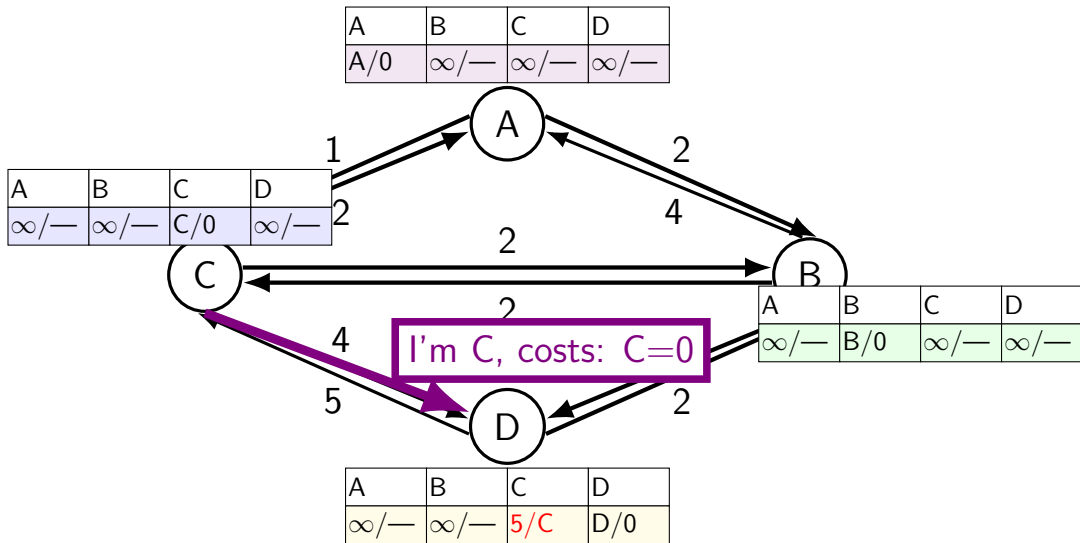 A B C D
A/0 ∞/— ∞/— ∞/—
A
1
2
2
4
A B C D
∞/— ∞/— C/0 ∞/—
C
2
2
B
A B C D
∞/— B/0 ∞/— ∞/—
I'm C, costs: C=0
4
5
2
D
A B C D
∞/— ∞/— 5/C D/0